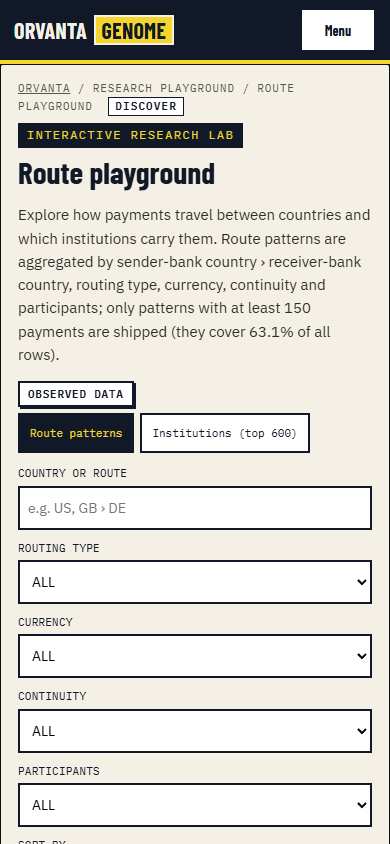 ORVANTA GENOME
Menu
ORVANTA / RESEARCH PLAYGROUND / ROUTE
PLAYGROUND DISCOVER
INTERACTIVE RESEARCH LAB
Route playground
Explore how payments travel between countries and
which institutions carry them. Route patterns are
aggregated by sender-bank country › receiver-bank
country, routing type, currency, continuity and
participants; only patterns with at least 150
payments are shipped (they cover 63.1% of all
rows).
OBSERVED DATA
Route patterns
Institutions (top 600)
COUNTRY OR ROUTE
e.g. US, GB › DE
ROUTING TYPE
ALL
CURRENCY
ALL
CONTINUITY
ALL
PARTICIPANTS
ALL
SORT BY